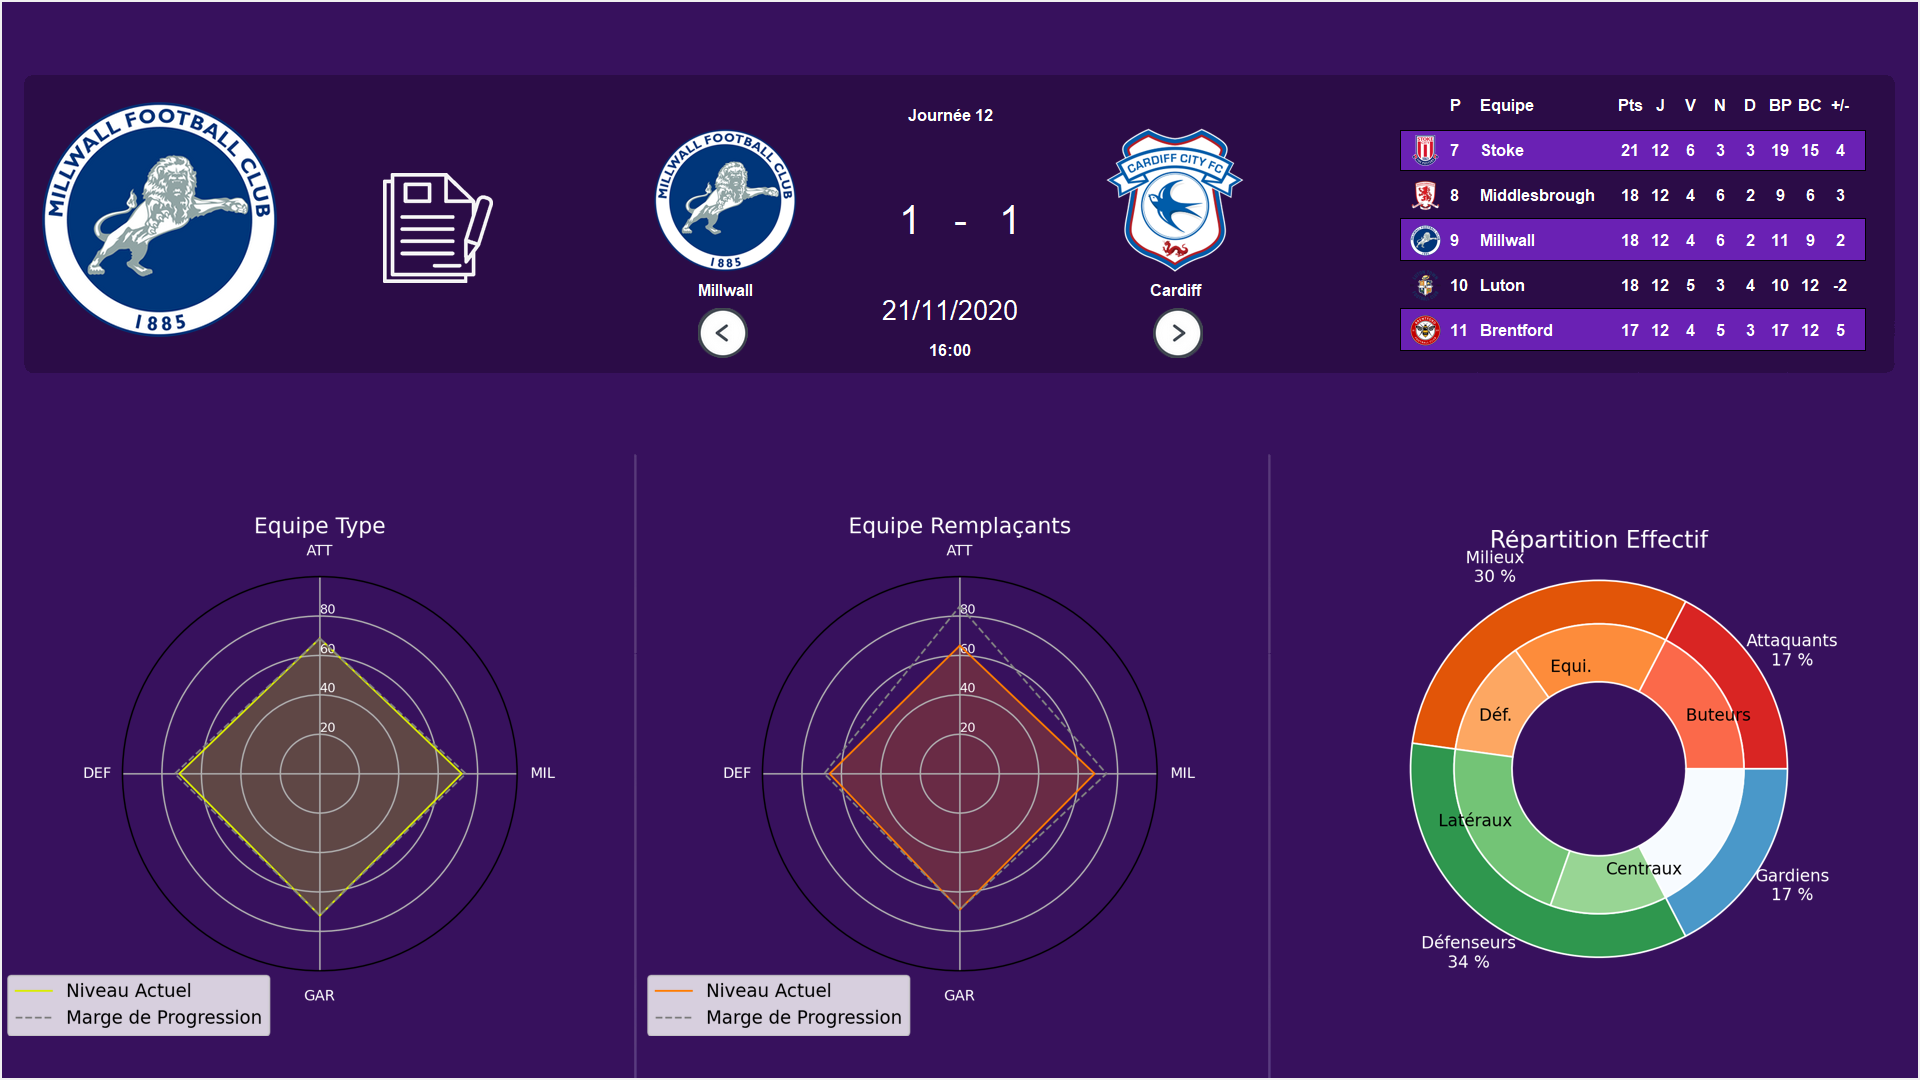 MILLWALL FOOTBALL CLUB
1885
Journée 12
MILLWALL FOOTBALL CLUB
1885
Millwall
1 - 1
CARDIFF CITY FC
Cardiff
<
21/11/2020
>
16:00
P Equipe Pts J V N D BP BC +/-
7 Stoke 21 12 6 3 3 19 15 4
8 Middlesbrough 18 12 4 6 2 9 6 3
9 Millwall 18 12 4 6 2 11 9 2
10 Luton 18 12 5 3 4 10 12 -2
11 Brentford 17 12 4 5 3 17 12 5
Equipe Type
ATT
80
60
40
20
DEF
MIL
GAR
Niveau Actuel
Marge de Progression
Equipe Remplaçants
ATT
80
60
40
20
DEF
MIL
GAR
Niveau Actuel
Marge de Progression
Répartition Effectif
Milieux
30 %
Attaquants
17 %
Equi.
Déf.
Buteurs
Latéraux
Centraux
Gardiens
17 %
Défenseurs
34 %